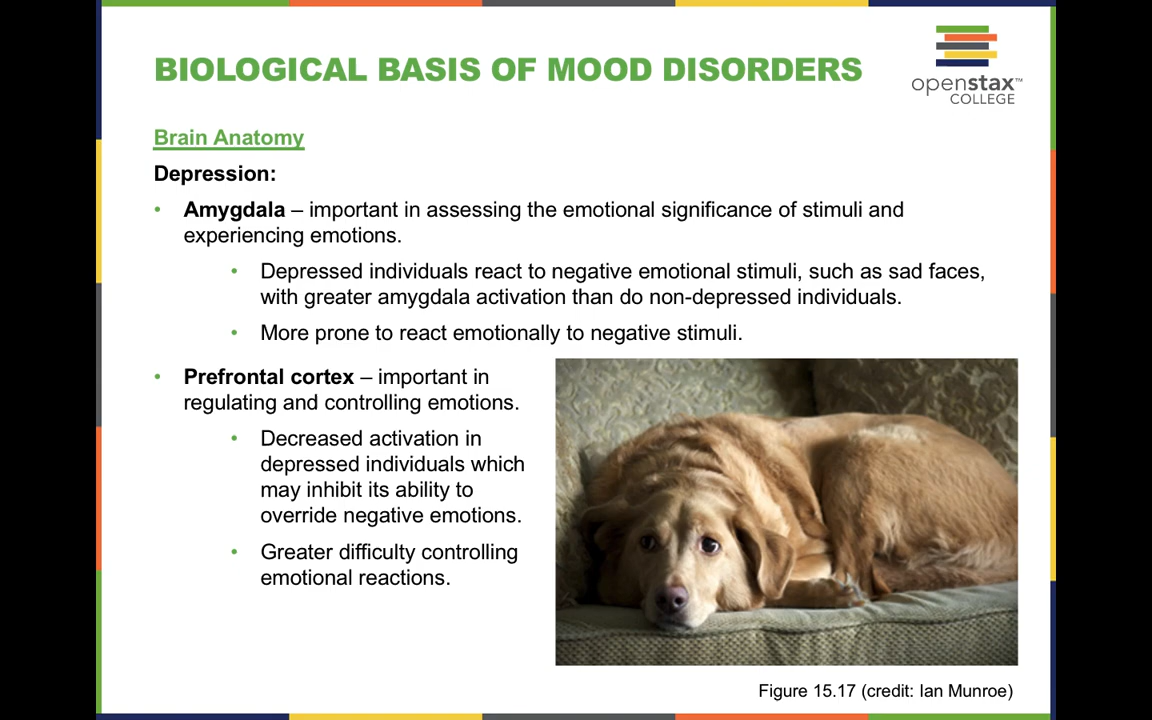 BIOLOGICAL BASIS OF MOOD DISORDERS
openstax™
COLLEGE
Brain Anatomy
Depression:
• Amygdala – important in assessing the emotional significance of stimuli and
experiencing emotions.
• Depressed individuals react to negative emotional stimuli, such as sad faces,
with greater amygdala activation than do non-depressed individuals.
• More prone to react emotionally to negative stimuli.
• Prefrontal cortex – important in
regulating and controlling emotions.
• Decreased activation in
depressed individuals which
may inhibit its ability to
override negative emotions.
• Greater difficulty controlling
emotional reactions.
Figure 15.17 (credit: Ian Munroe)